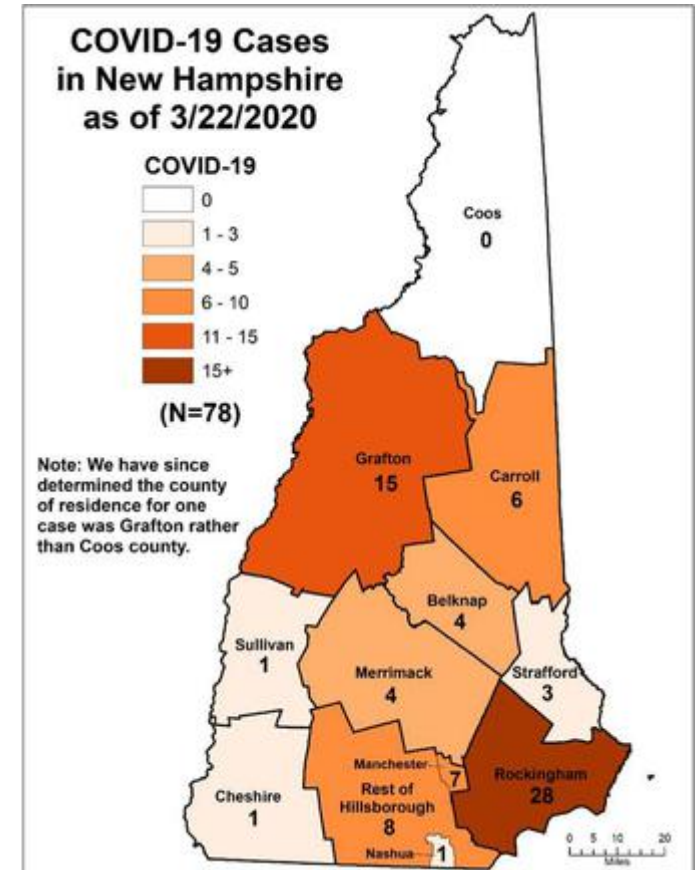 COVID-19 Cases
in New Hampshire
as of 3/22/2020
COVID-19
0
1 - 3
4 - 5
6 - 10
11 - 15
15+
(N=78)
Note: We have since
determined the county
of residence for one
case was Grafton rather
than Coos county.
Coos
0
Grafton
15
Carroll
6
Belknap
4
Sullivan
1
Merrimack
4
Strafford
3
Manchester
7
Rockingham
28
Cheshire
1
Rest of
Hillsborough
8
Nashua
1
0 5 10 20
Miles